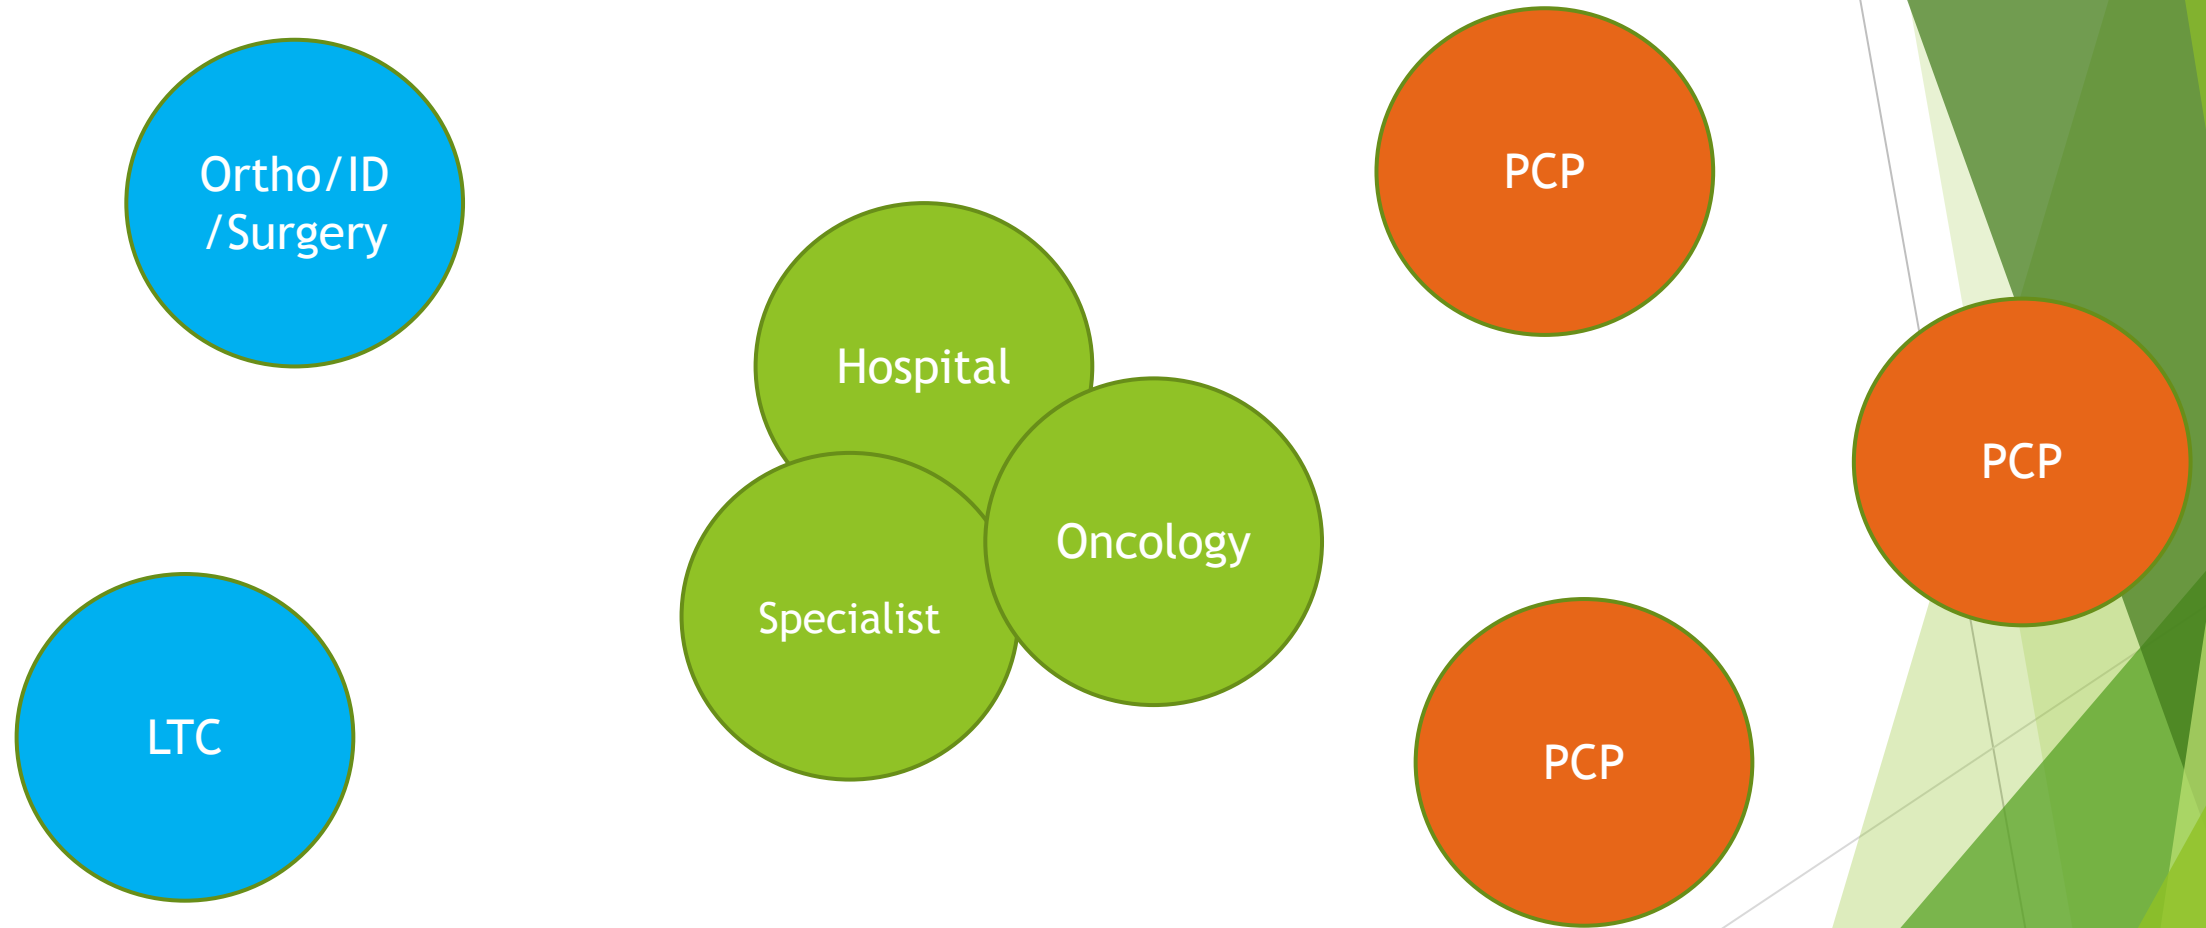 Ortho/ID
/Surgery
PCP
Hospital
PCP
Oncology
Specialist
LTC
PCP